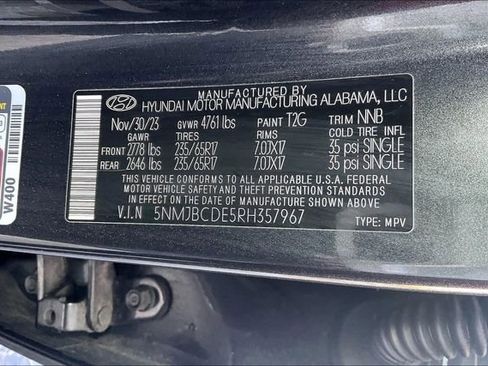 MANUFACTURED BY
HYUNDAI MOTOR MANUFACTURING ALABAMA, LLC
Nov/30/23 GVWR 4761 lbs PAINT T2G TRIM NNB
GAWR TIRES RIMS COLD TIRE INFL
FRONT 2778 lbs 235/65R17 7.0JX17 35 psi SINGLE
REAR 2646 lbs 235/65R17 7.0JX17 35 psi SINGLE
THIS VEHICLE CONFORMS TO ALL APPLICABLE U.S.A. FEDERAL
MOTOR VEHICLE SAFETY AND THEFT PREVENTION STANDARDS
IN EFFECT ON THE DATE OF MANUFACTURE SHOWN ABOVE.
V.I.N 5NMJBCDE5RH357967 TYPE: MPV
W400